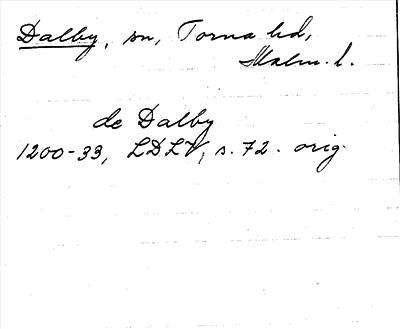 Dalby, sn, Torna hd,
Malm. l.
de Dalby
1200-33, LDLV, s. 72. orig.